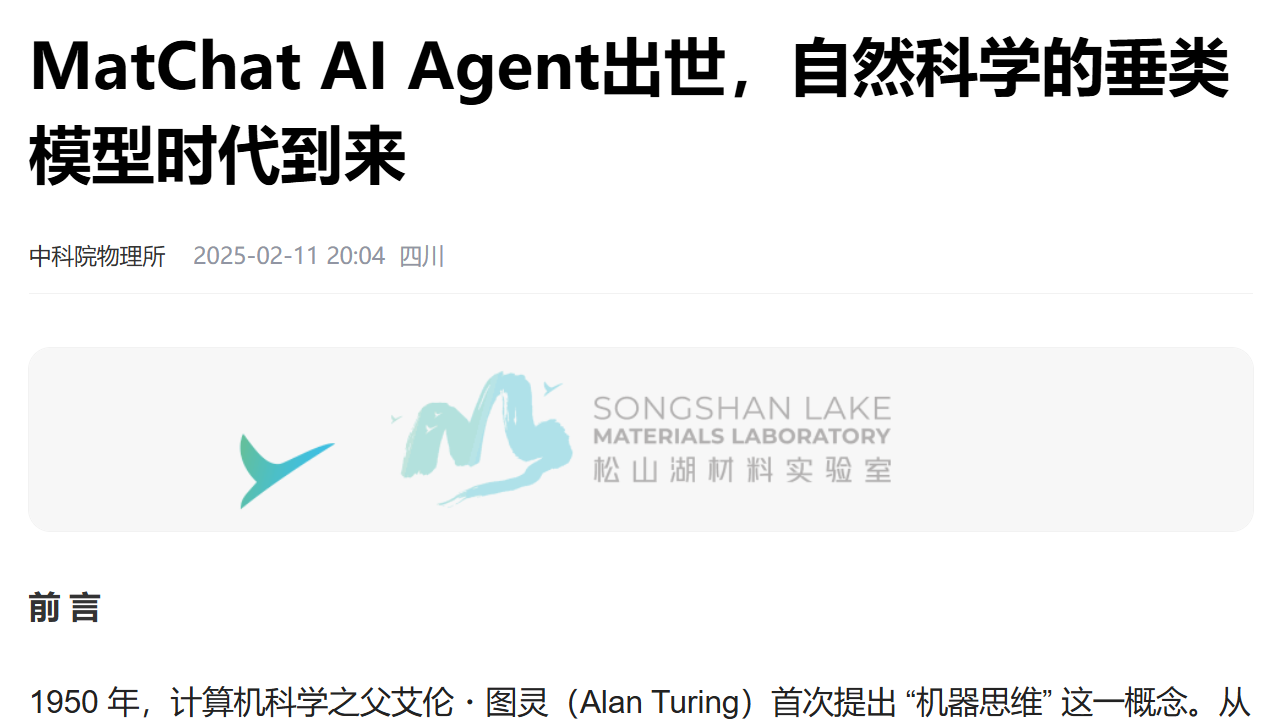 MatChat AI Agent出世，自然科学的垂类
模型时代到来
中科院物理所 2025-02-11 20:04 四川
SONGSHAN LAKE
MATERIALS LABORATORY
松山湖材料实验室
前 言
1950 年，计算机科学之父艾伦・图灵（Alan Turing）首次提出 “机器思维” 这一概念。从